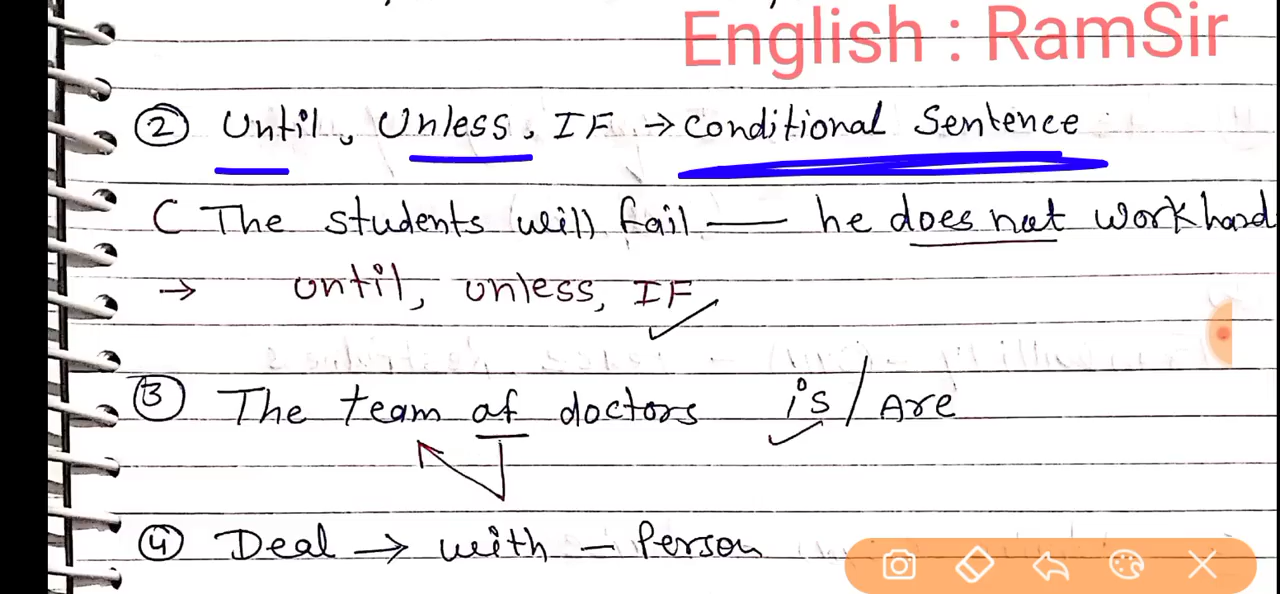 English : RamSir
② Until, Unless, IF → Conditional Sentence
C The students will fail —— he does not work hard
→ until, unless, IF ✓
③ The team of doctors is / Are
④ Deal → with – Person